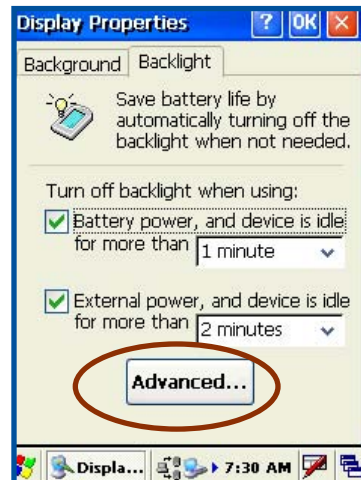 Display Properties ? OK ×
Background Backlight
Save battery life by
automatically turning off the
backlight when not needed.
Turn off backlight when using:
Battery power, and device is idle
for more than 1 minute
External power, and device is idle
for more than 2 minutes
Advanced...
Displa... 7:30 AM